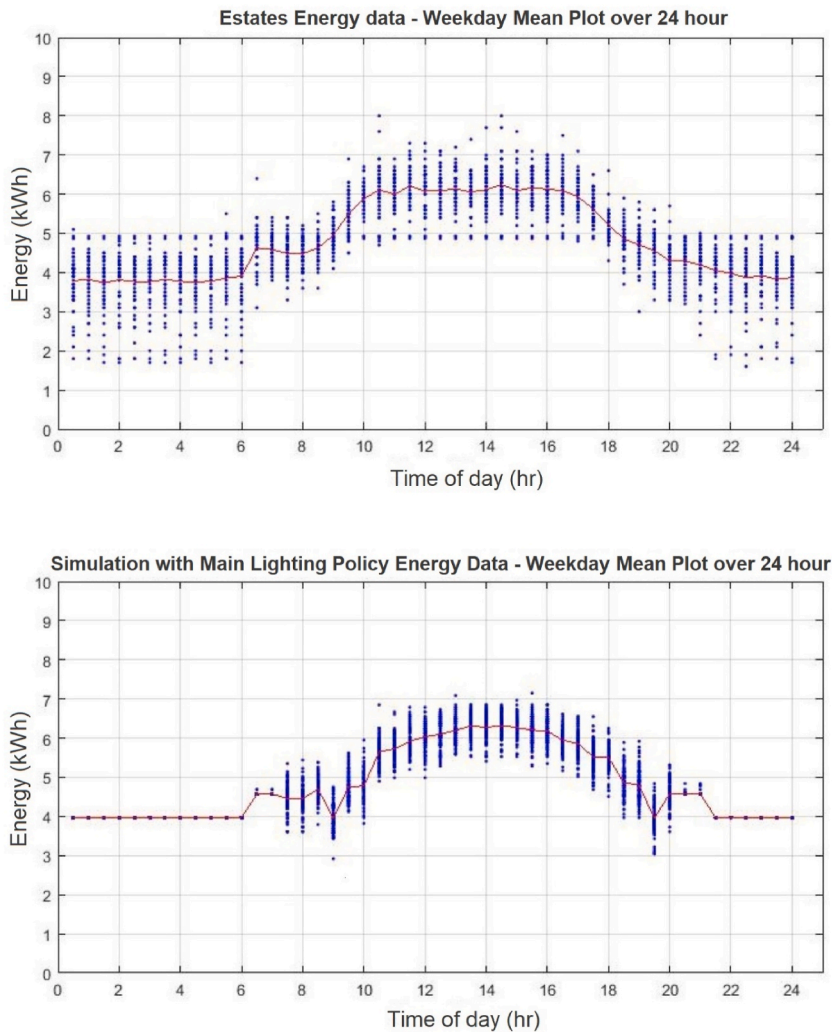 Estates Energy data - Weekday Mean Plot over 24 hour
10
9
8
7
6
5
4
3
2
1
0
Energy (kWh)
0 2 4 6 8 10 12 14 16 18 20 22 24
Time of day (hr)
Simulation with Main Lighting Policy Energy Data - Weekday Mean Plot over 24 hour
10
9
8
7
6
5
4
3
2
1
0
Energy (kWh)
0 2 4 6 8 10 12 14 16 18 20 22 24
Time of day (hr)